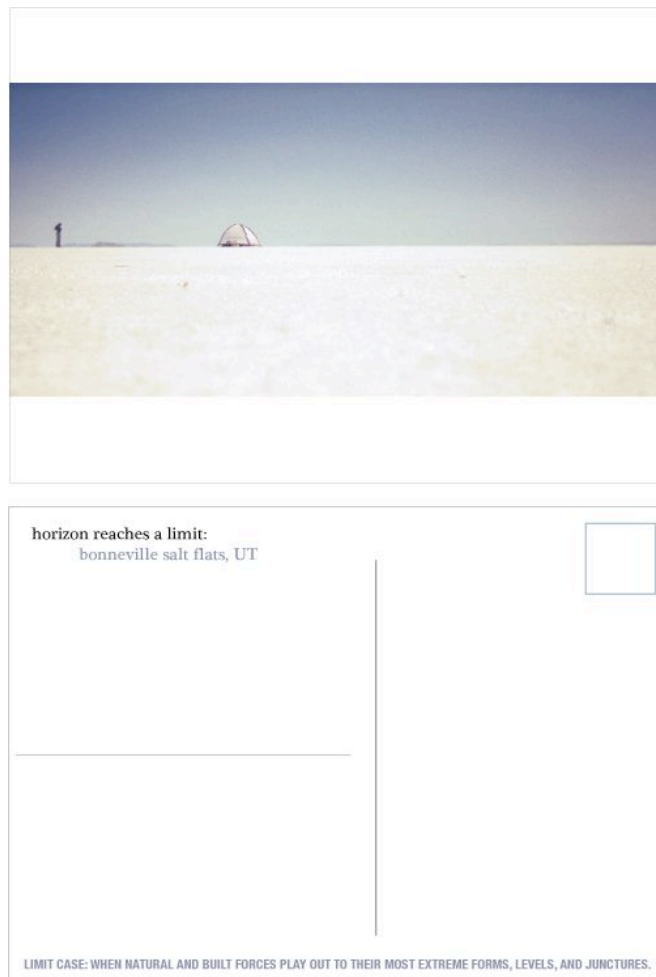 horizon reaches a limit:
bonneville salt flats, UT
LIMIT CASE: WHEN NATURAL AND BUILT FORCES PLAY OUT TO THEIR MOST EXTREME FORMS, LEVELS, AND JUNCTURES.